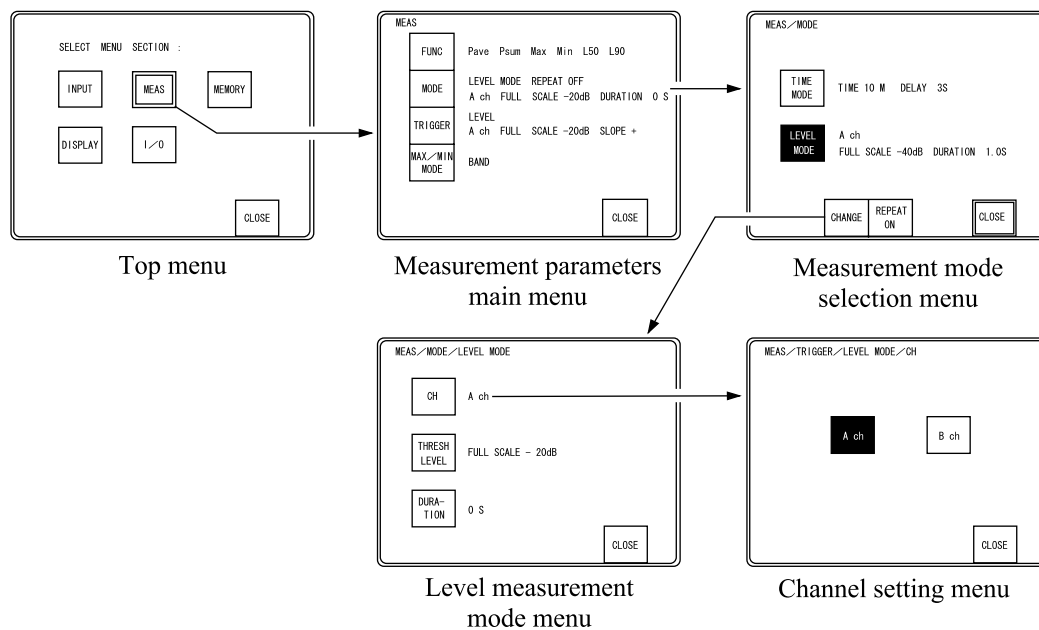 SELECT MENU SECTION :
INPUT
MEAS
MEMORY
DISPLAY
I／O
CLOSE
Top menu
MEAS
FUNC
Pave Psum Max Min L50 L90
MODE
LEVEL MODE REPEAT OFF
A ch FULL SCALE -20dB DURATION 0 S
TRIGGER
LEVEL
A ch FULL SCALE -20dB SLOPE +
MAX／MIN
MODE
BAND
CLOSE
Measurement parameters
main menu
MEAS／MODE
TIME
MODE
TIME 10 M DELAY 3S
LEVEL
MODE
A ch
FULL SCALE -40dB DURATION 1.0S
CHANGE
REPEAT
ON
CLOSE
Measurement mode
selection menu
MEAS／MODE／LEVEL MODE
CH
A ch
THRESH
LEVEL
FULL SCALE - 20dB
DURA-
TION
0 S
CLOSE
Level measurement
mode menu
MEAS／TRIGGER／LEVEL MODE／CH
A ch
B ch
CLOSE
Channel setting menu